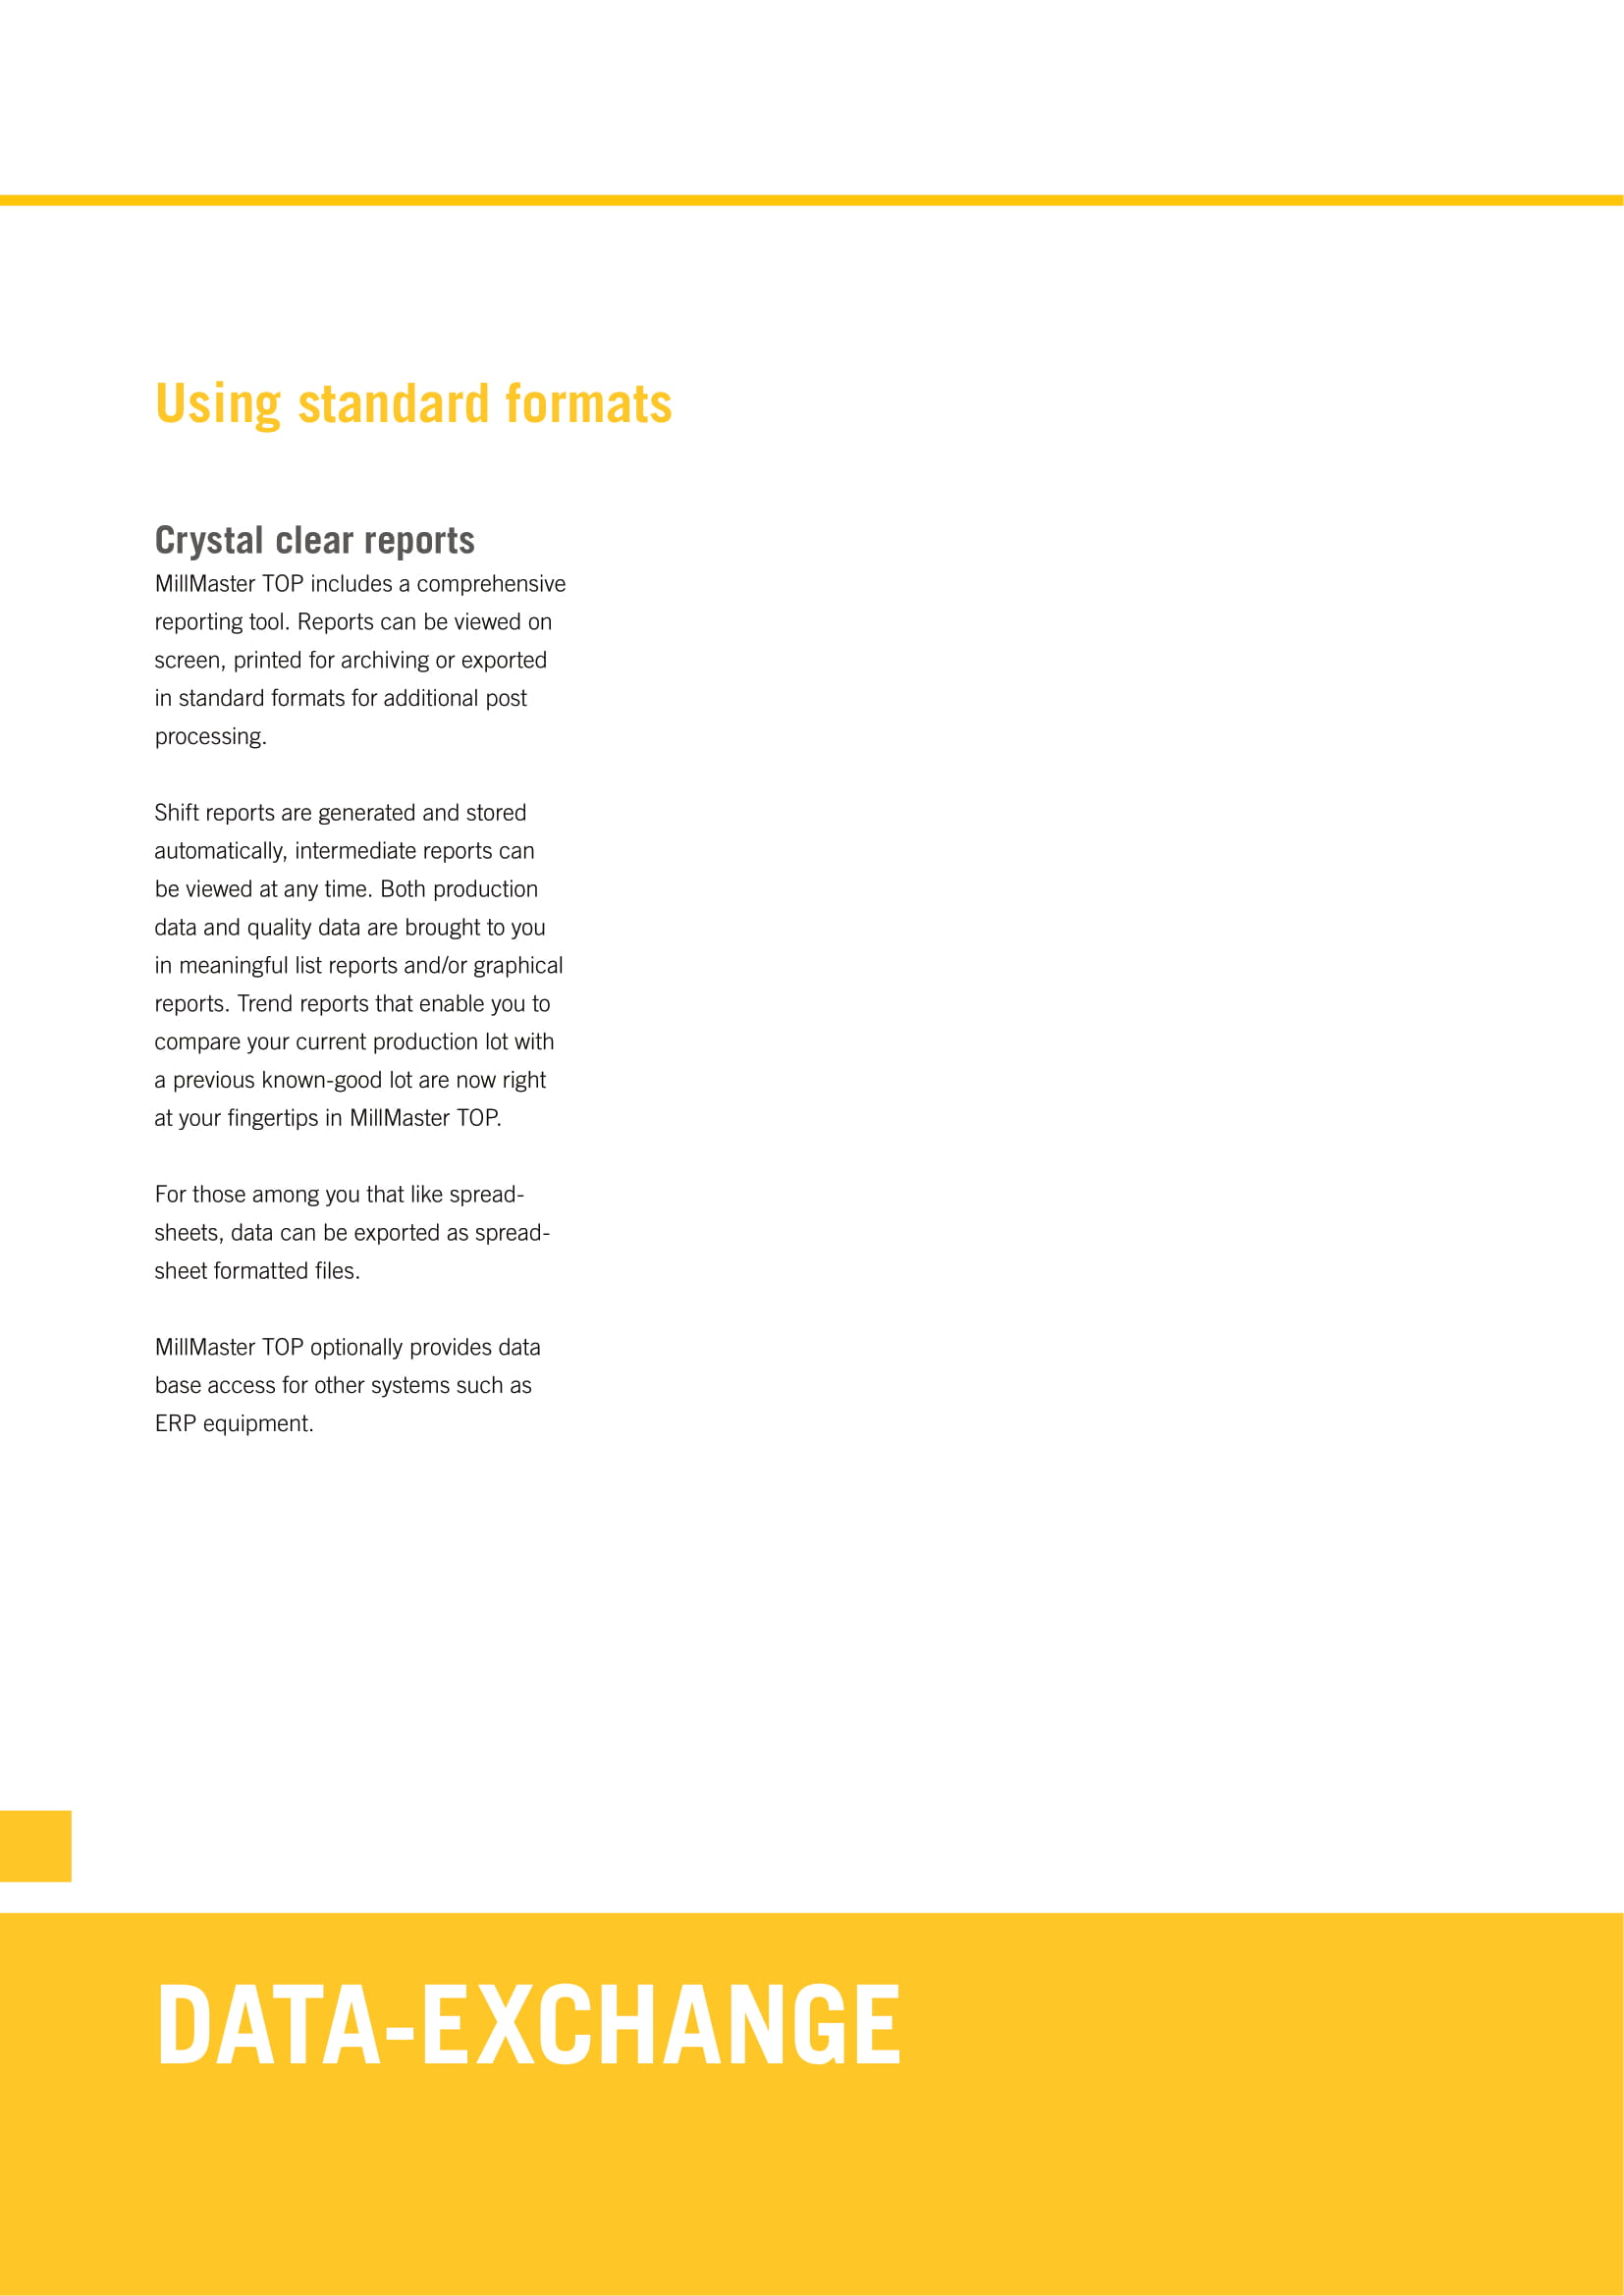 Using standard formats
Crystal clear reports
MillMaster TOP includes a comprehensive
reporting tool. Reports can be viewed on
screen, printed for archiving or exported
in standard formats for additional post
processing.
Shift reports are generated and stored
automatically, intermediate reports can
be viewed at any time. Both production
data and quality data are brought to you
in meaningful list reports and/or graphical
reports. Trend reports that enable you to
compare your current production lot with
a previous known-good lot are now right
at your fingertips in MillMaster TOP.
For those among you that like spread-
sheets, data can be exported as spread-
sheet formatted files.
MillMaster TOP optionally provides data
base access for other systems such as
ERP equipment.
DATA-EXCHANGE